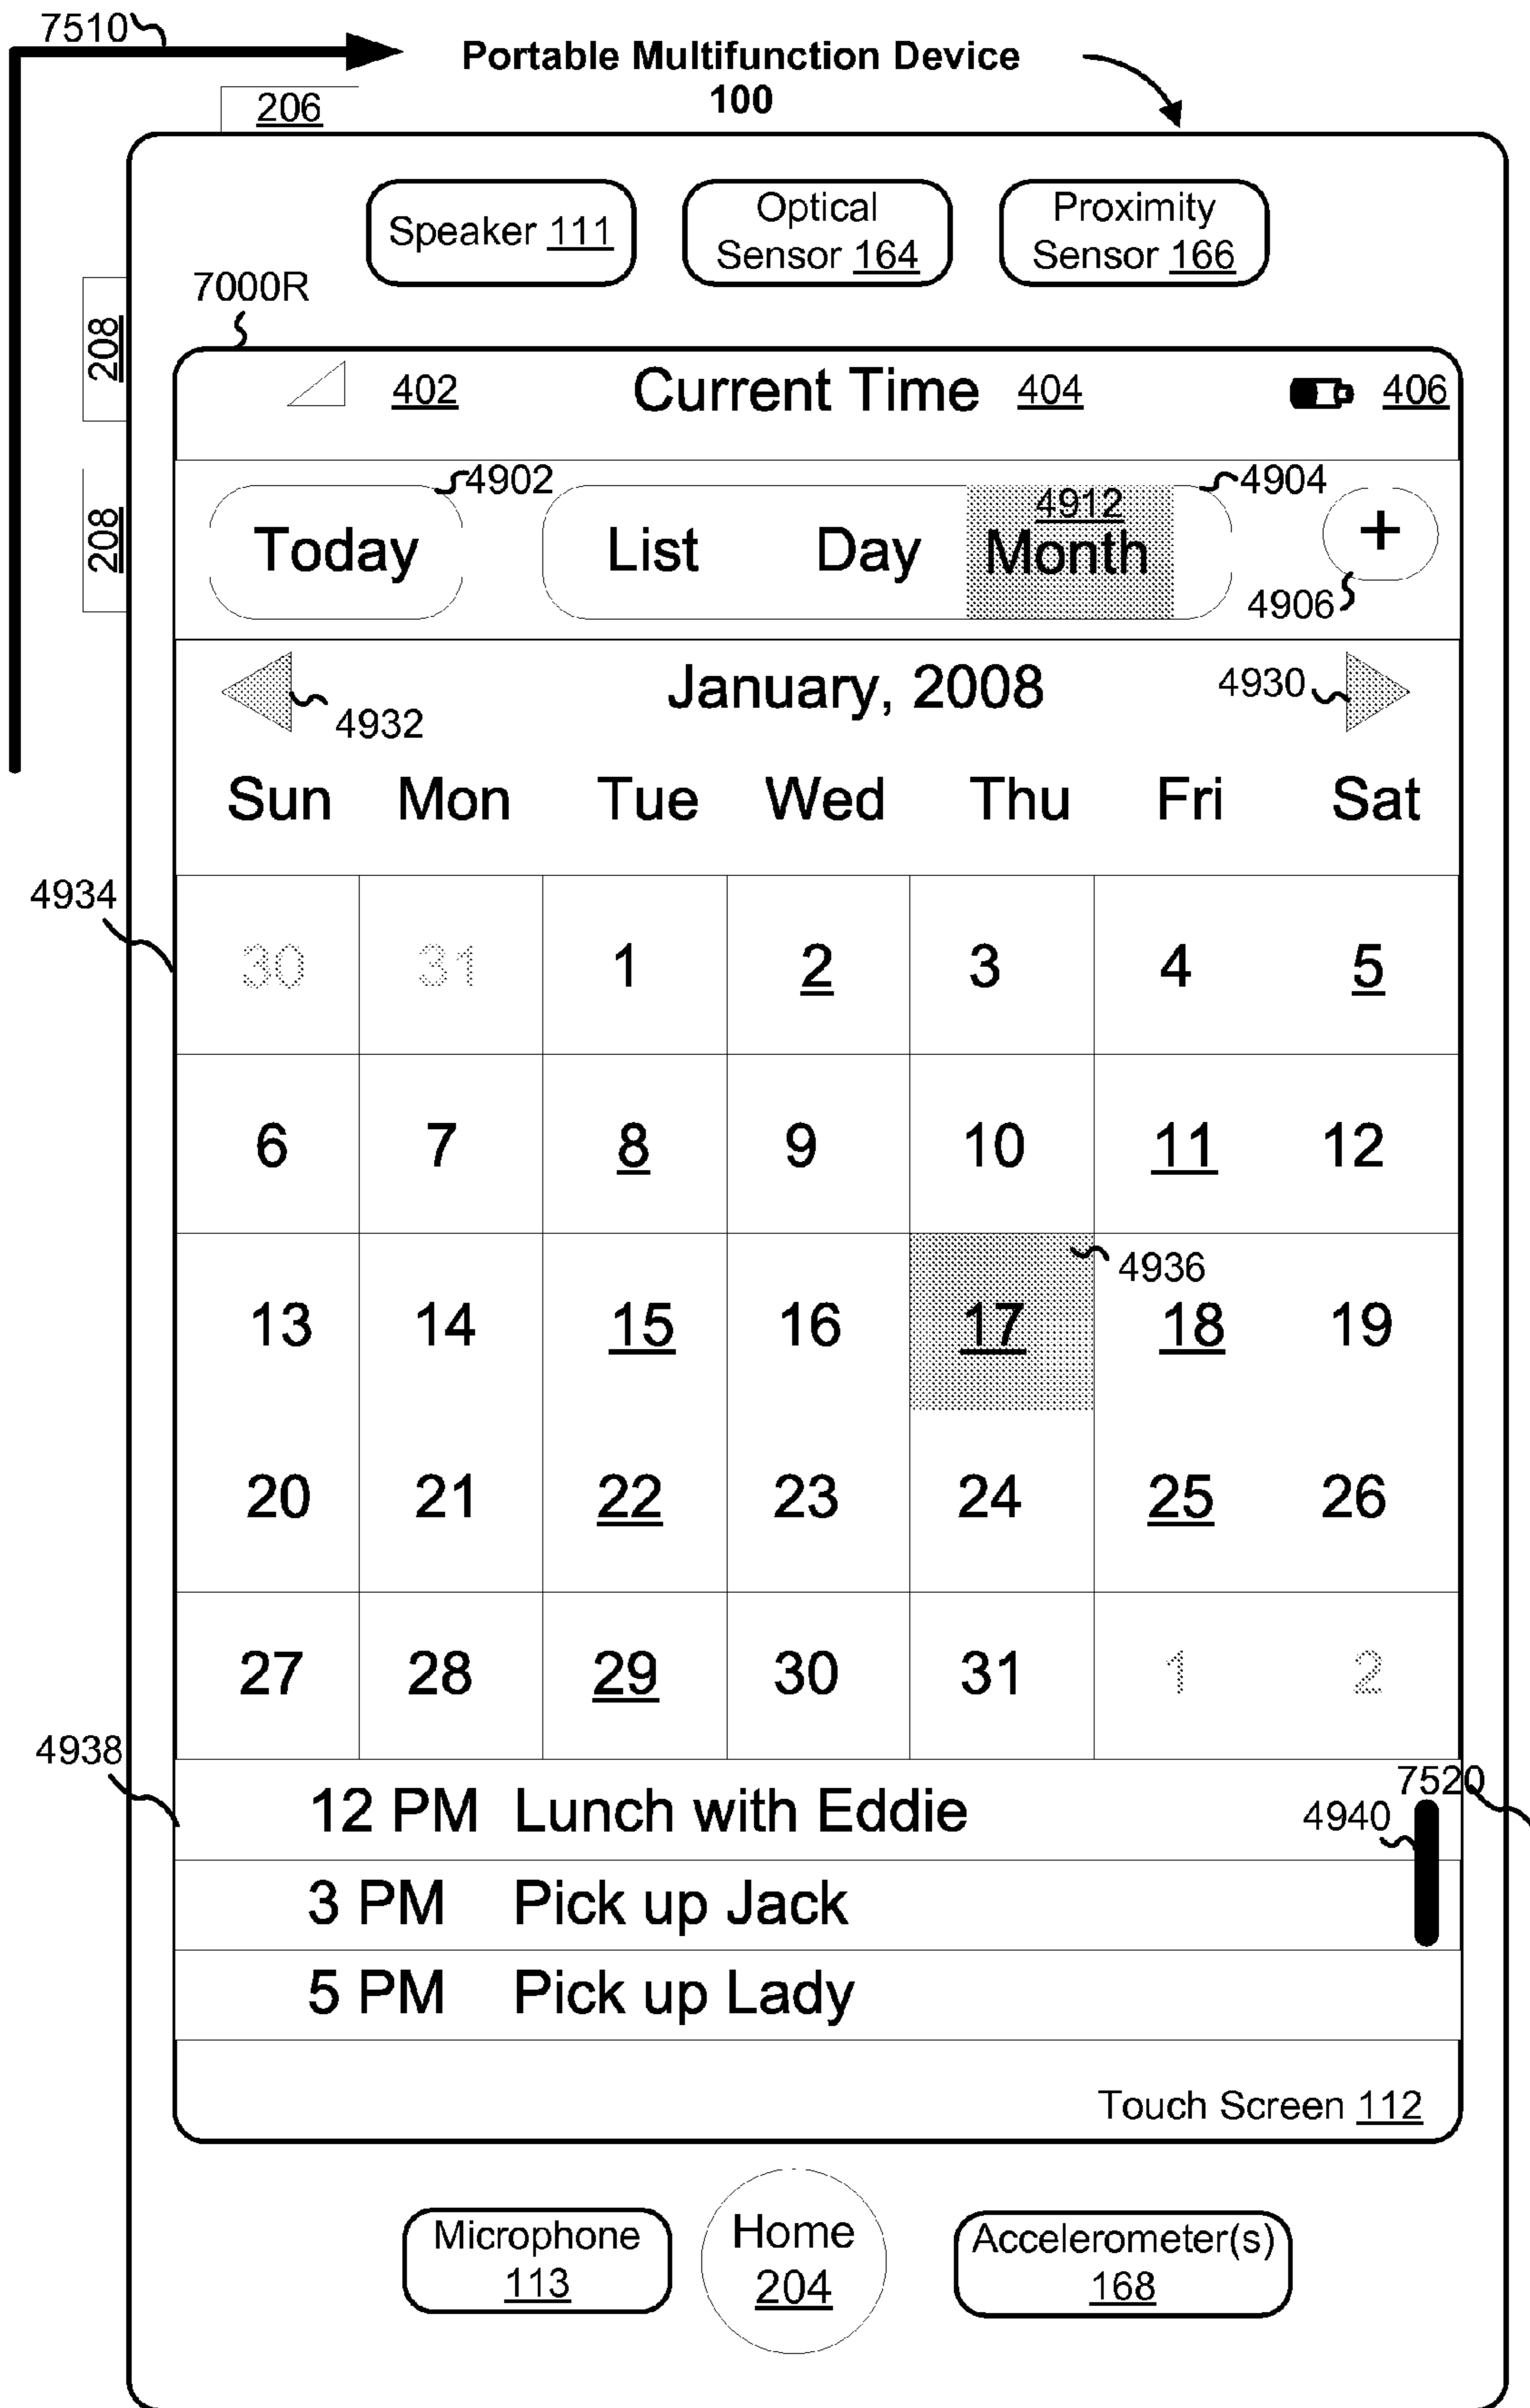 7510
Portable Multifunction Device
100
206
Speaker 111
Optical
Sensor 164
Proximity
Sensor 166
7000R
208
402
Current Time 404
406
208
4902
4904
Today
List Day Month
4912
+
4906
4932
January, 2008
4930
Sun Mon Tue Wed Thu Fri Sat
4934
30 31 1 2 3 4 5
6 7 8 9 10 11 12
4936
13 14 15 16 17 18 19
20 21 22 23 24 25 26
27 28 29 30 31 1 2
4938
7520
12 PM Lunch with Eddie
4940
3 PM Pick up Jack
5 PM Pick up Lady
Touch Screen 112
Microphone
113
Home
204
Accelerometer(s)
168